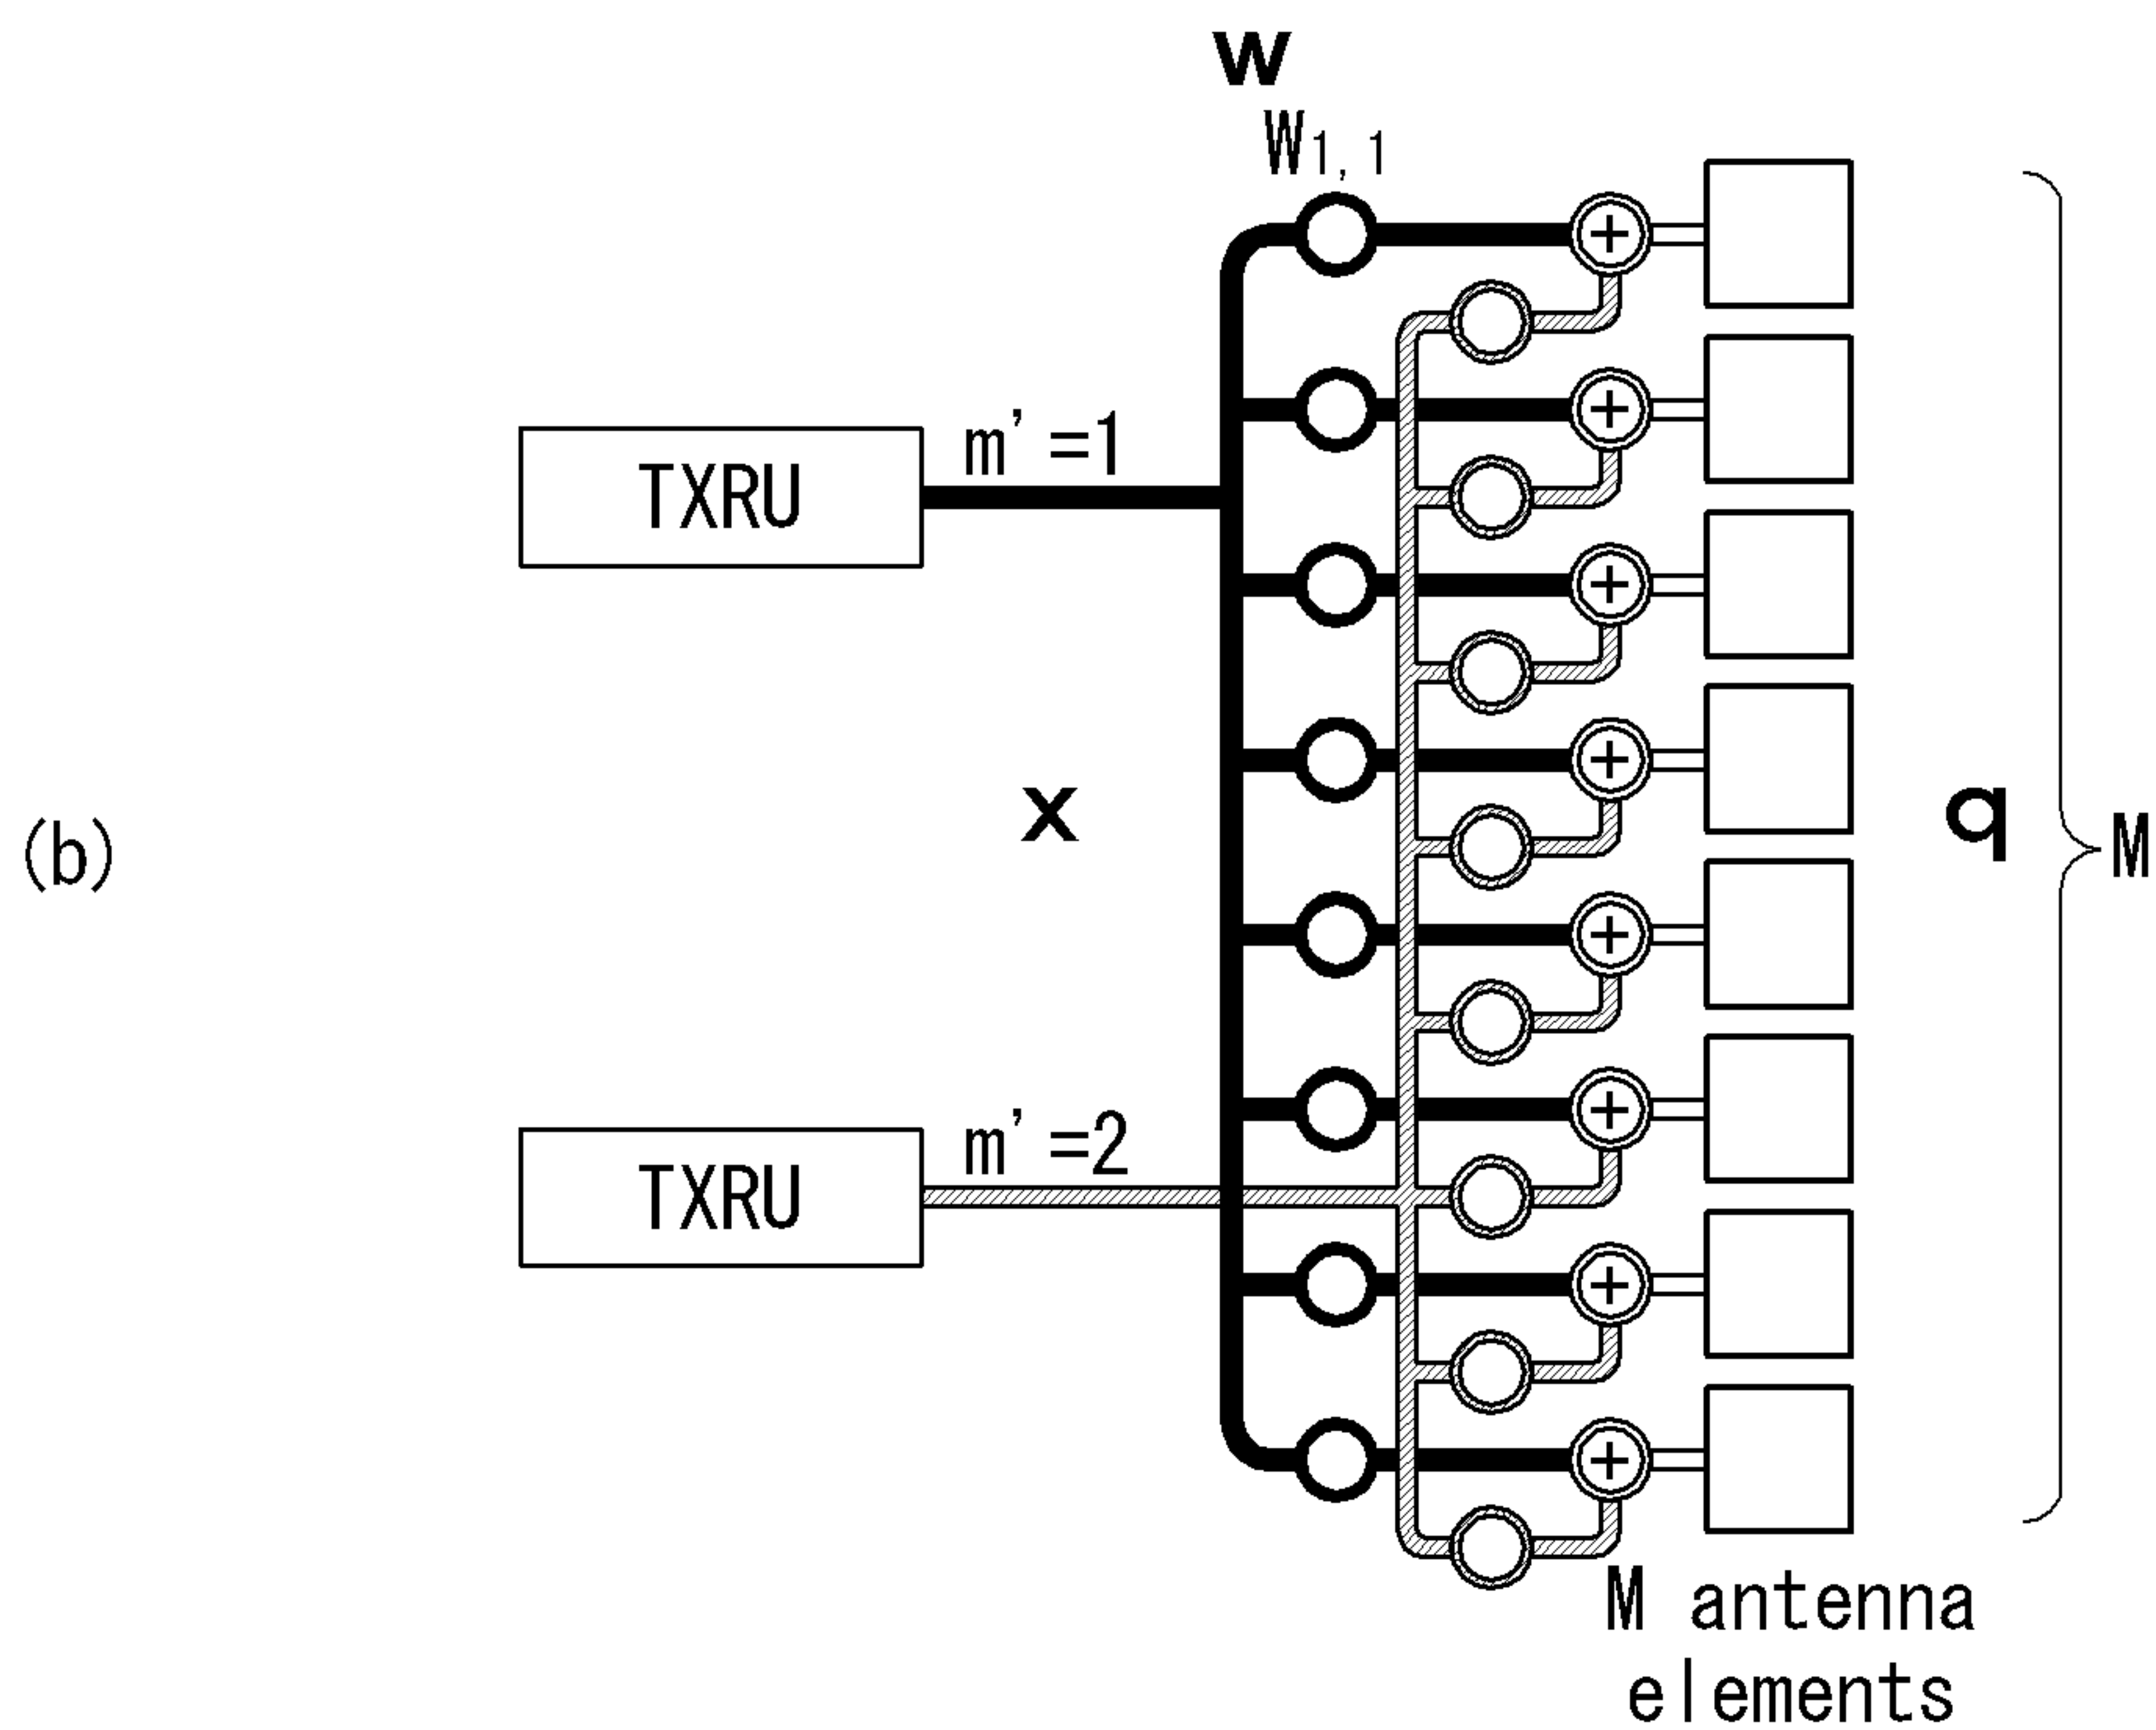 w
W1,1
+
TXRU
m'=1
+
+
+
x
q
M
(b)
+
TXRU
m'=2
+
+
+
M antenna
elements